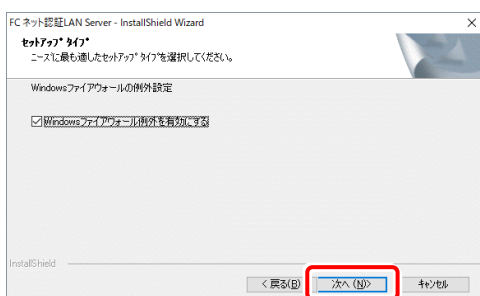 FC ネット認証LAN Server - InstallShield Wizard
セットアップ タイプ
ニーズに最も適したセットアップ タイプを選択してください。
Windowsファイアウォールの例外設定
Windowsファイアウォール例外を有効にする
InstallShield
< 戻る(B)
次へ (N)>
キャンセル